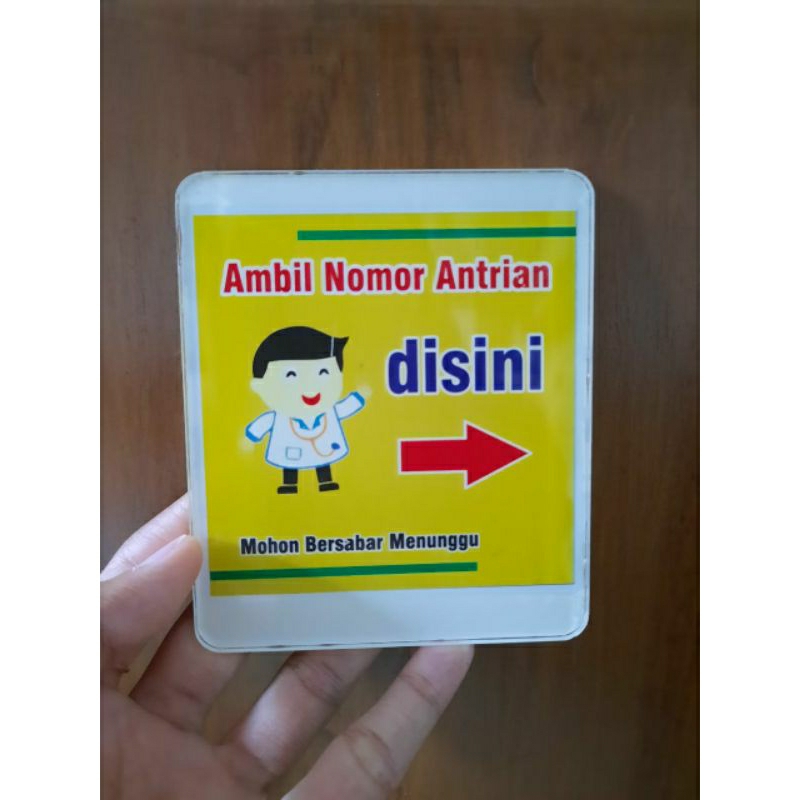 Ambil Nomor Antrian
disini
Mohon Bersabar Menunggu